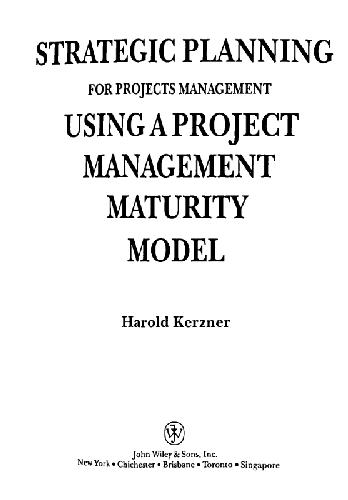 STRATEGIC PLANNING
FOR PROJECTS MANAGEMENT
USING A PROJECT
MANAGEMENT
MATURITY
MODEL
Harold Kerzner
John Wiley & Sons, Inc.
New York • Chichester • Brisbane • Toronto • Singapore